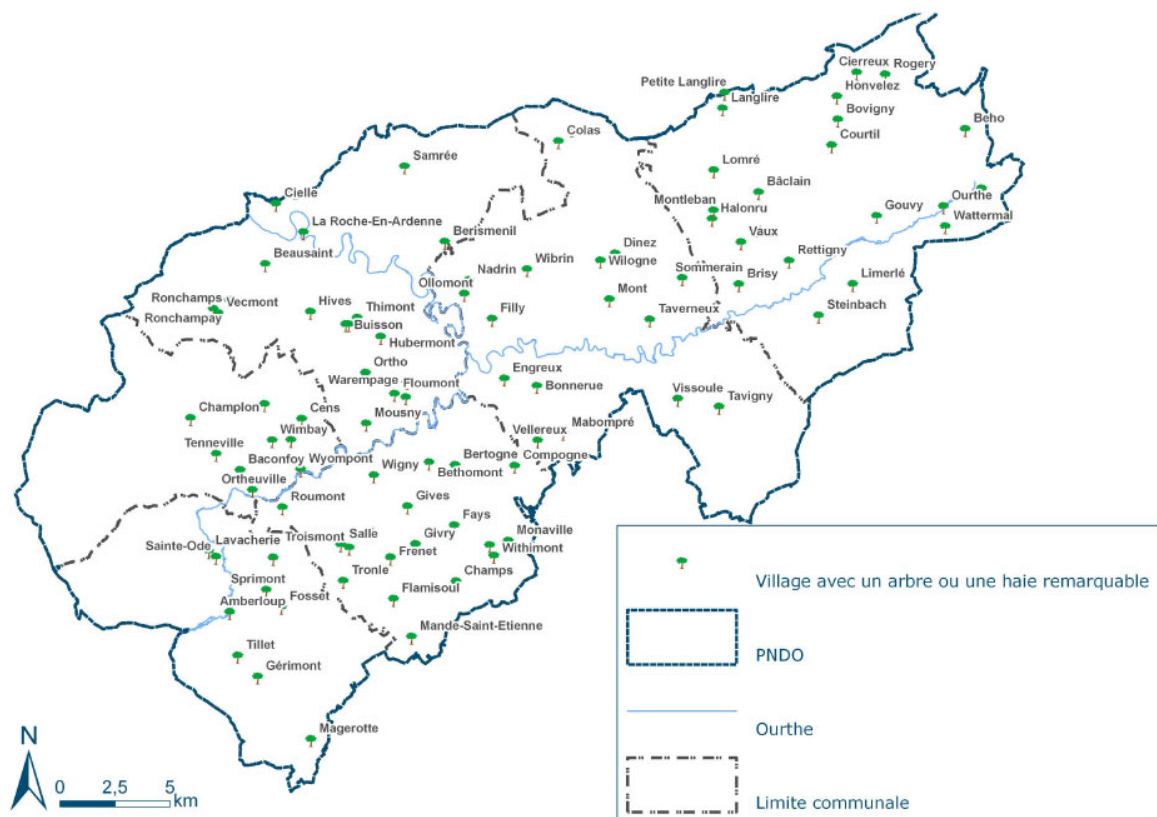 Cierreux
Rogery
Petite Langlire
Honvelez
Langlire
Bovigny
Beho
Colas
Courtil
Samrée
Lomré
Bâclain
Cielle
Montleban
Ourthe
Halonru
Gouvy
Wattermal
La Roche-En-Ardenne
Berismenil
Vaux
Dinez
Beausaint
Wibrin
Wilogne
Rettigny
Nadrin
Sommerain
Brisy
Limerlé
Ollomont
Ronchamps
Vecmont
Hives
Thimont
Mont
Ronchampay
Filly
Taverneux
Steinbach
Buisson
Hubermont
Ortho
Engreux
Warempage
Floumont
Bonnerue
Vissoule
Tavigny
Champlon
Cens
Mousny
Wimbay
Vellereux
Mabompré
Tenneville
Bertogne
Compogne
Baconfoy
Wyompont
Wigny
Bethomont
Ortheuville
Roumont
Gives
Fays
Monaville
Lavacherie
Troismont
Salle
Givry
Sainte-Ode
Frenet
Withimont
Sprimont
Tronle
Champs
Amberloup
Fosset
Flamisoul
Mande-Saint-Etienne
Tillet
Gérimont
Magerotte
N
0 2,5 5
km
Village avec un arbre ou une haie remarquable
PNDO
Ourthe
Limite communale